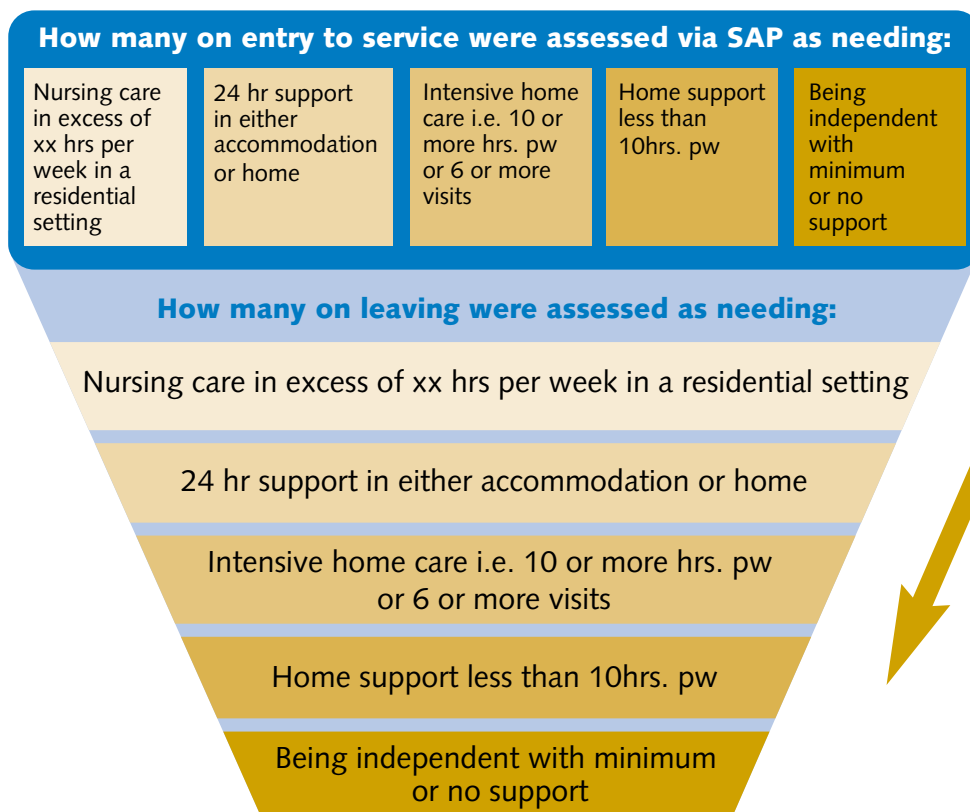 How many on entry to service were assessed via SAP as needing:
Nursing care
in excess of
xx hrs per
week in a
residential
setting
24 hr support
in either
accommodation
or home
Intensive home
care i.e. 10 or
more hrs. pw
or 6 or more
visits
Home support
less than
10hrs. pw
Being
independent
with
minimum
or no
support
How many on leaving were assessed as needing:
Nursing care in excess of xx hrs per week in a residential setting
24 hr support in either accommodation or home
Intensive home care i.e. 10 or more hrs. pw
or 6 or more visits
Home support less than 10hrs. pw
Being independent with minimum
or no support